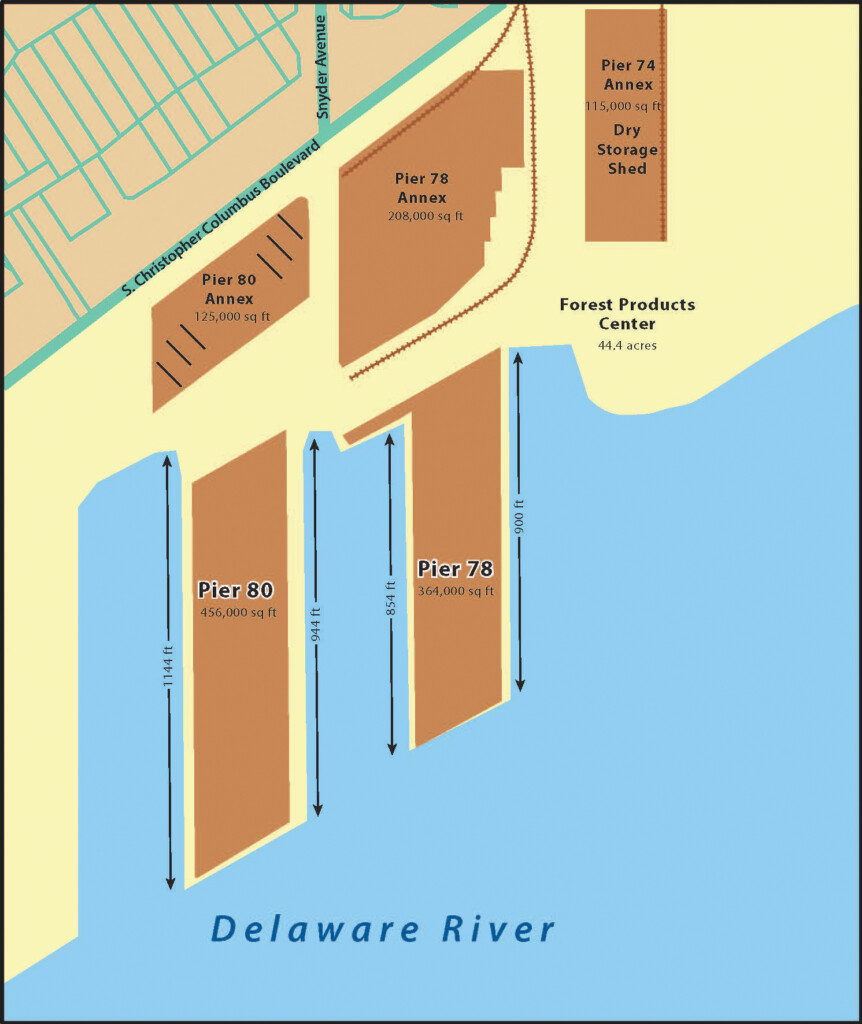 Snyder Avenue
S. Christopher Columbus Boulevard
Pier 74
Annex
115,000 sq ft
Dry
Storage
Shed
Pier 78
Annex
208,000 sq ft
Pier 80
Annex
125,000 sq ft
Forest Products
Center
44.4 acres
Pier 80
456,000 sq ft
Pier 78
364,000 sq ft
1144 ft
944 ft
854 ft
900 ft
Delaware River